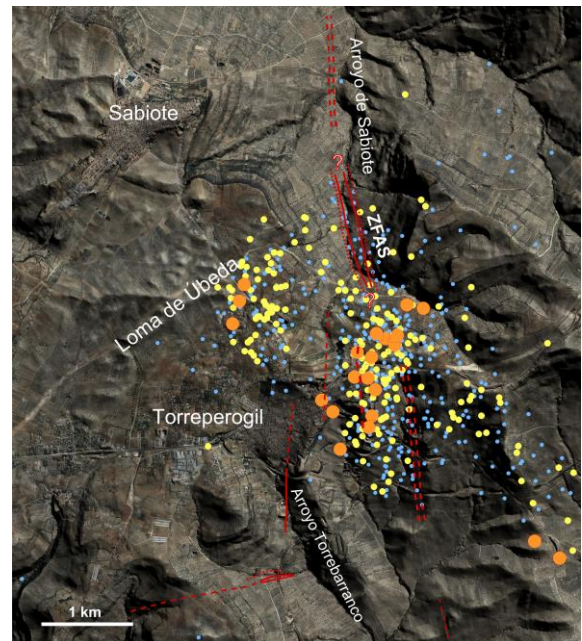 Arroyo de Sabiote
Sabiote
?
ZFAS
Loma de Úbeda
?
Torreperogil
Arroyo Torrebarranco
1 km